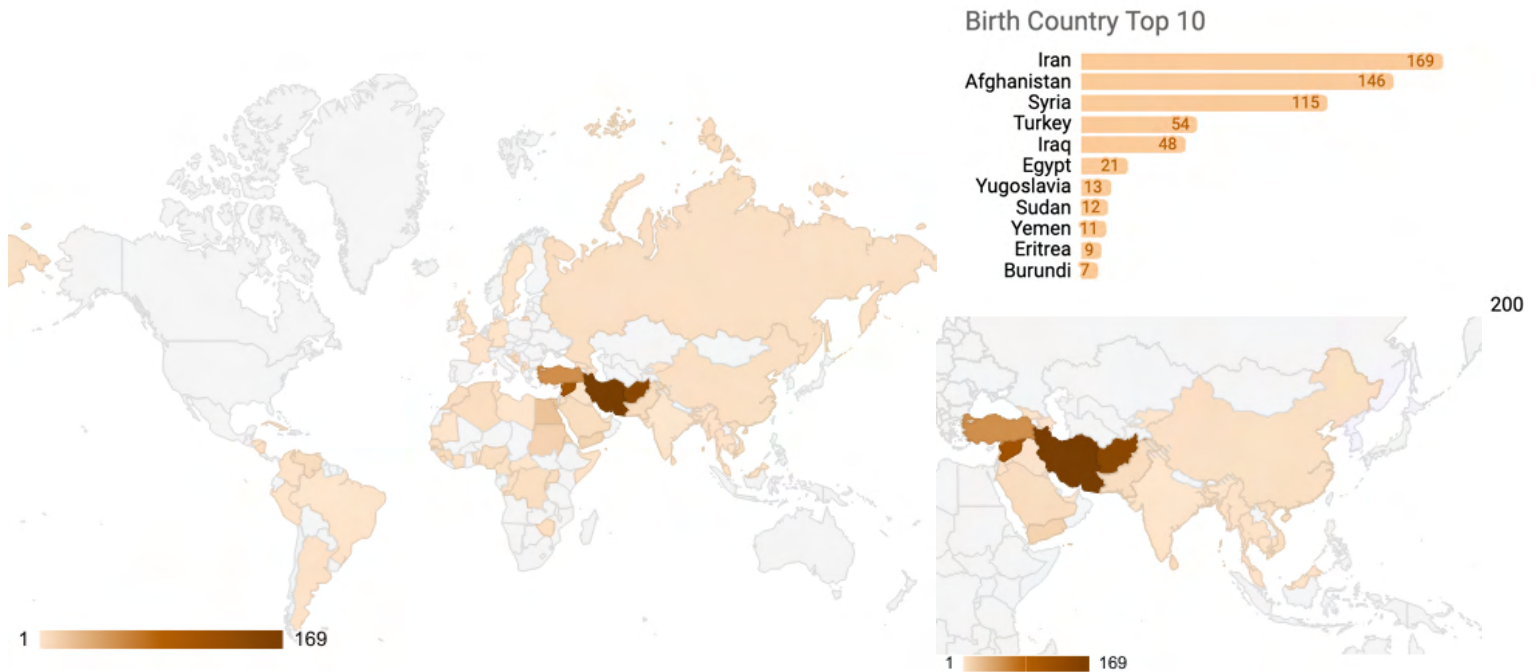 Birth Country Top 10
Iran 169
Afghanistan 146
Syria 115
Turkey 54
Iraq 48
Egypt 21
Yugoslavia 13
Sudan 12
Yemen 11
Eritrea 9
Burundi 7
200
1 169
1 169